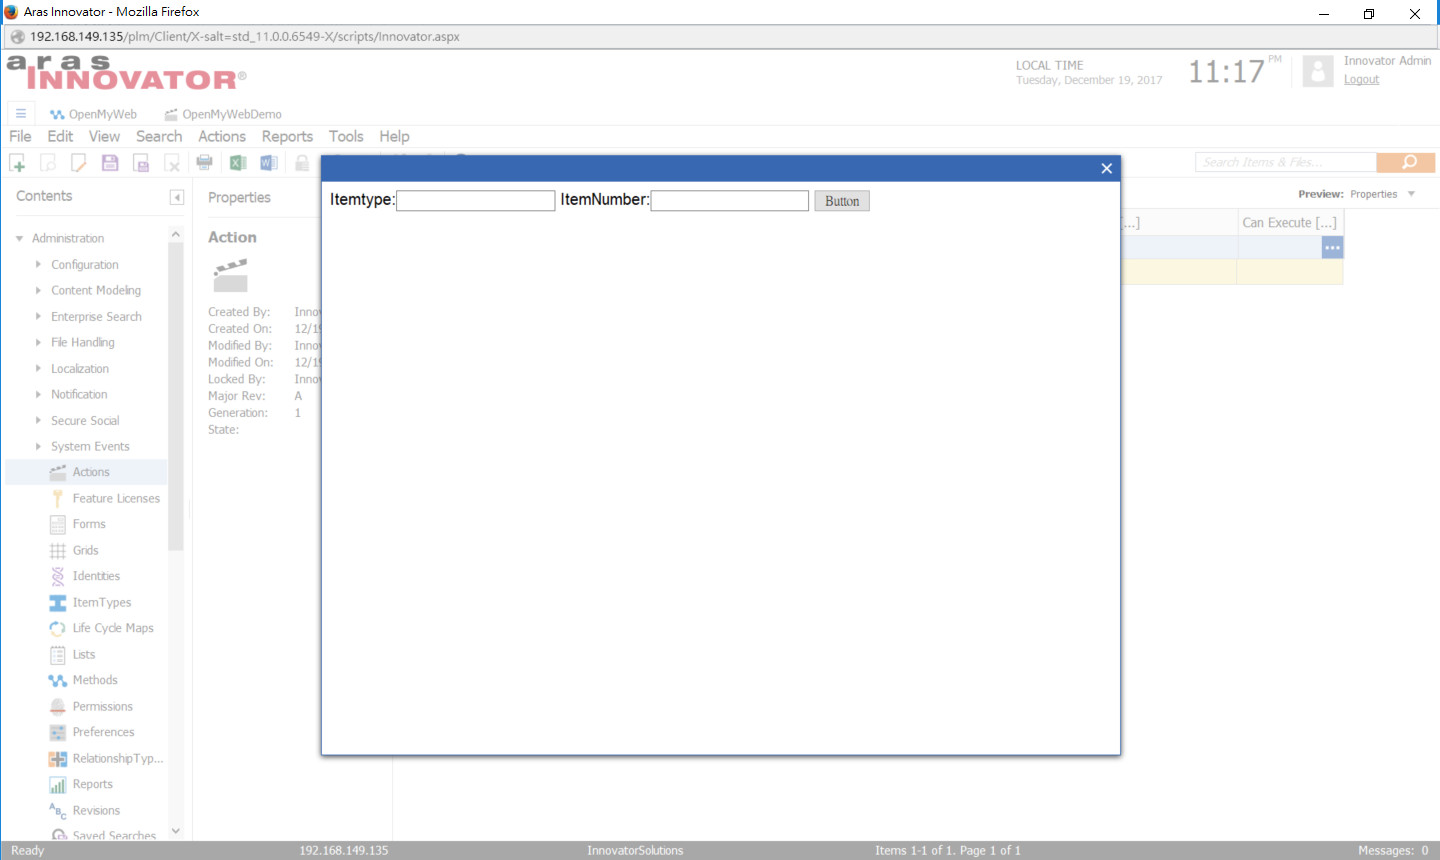 Aras Innovator - Mozilla Firefox
192.168.149.135/plm/Client/X-salt=std_11.0.0.6549-X/scripts/Innovator.aspx
aras
INNOVATOR®
LOCAL TIME
Tuesday, December 19, 2017
11:17 PM
Innovator Admin
Logout
OpenMyWeb
OpenMyWebDemo
File Edit View Search Actions Reports Tools Help
Search Items & Files...
Contents
Properties
Preview: Properties
Itemtype: ItemNumber: Button
...]
Can Execute [...]
Administration
Configuration
Content Modeling
Enterprise Search
File Handling
Localization
Notification
Secure Social
System Events
Actions
Feature Licenses
Forms
Grids
Identities
ItemTypes
Life Cycle Maps
Lists
Methods
Permissions
Preferences
RelationshipTyp...
Reports
Revisions
Saved Searches
Action
Created By: Inno
Created On: 12/19
Modified By: Inno
Modified On: 12/19
Locked By: Inno
Major Rev: A
Generation: 1
State:
Ready
192.168.149.135
InnovatorSolutions
Items 1-1 of 1. Page 1 of 1
Messages: 0